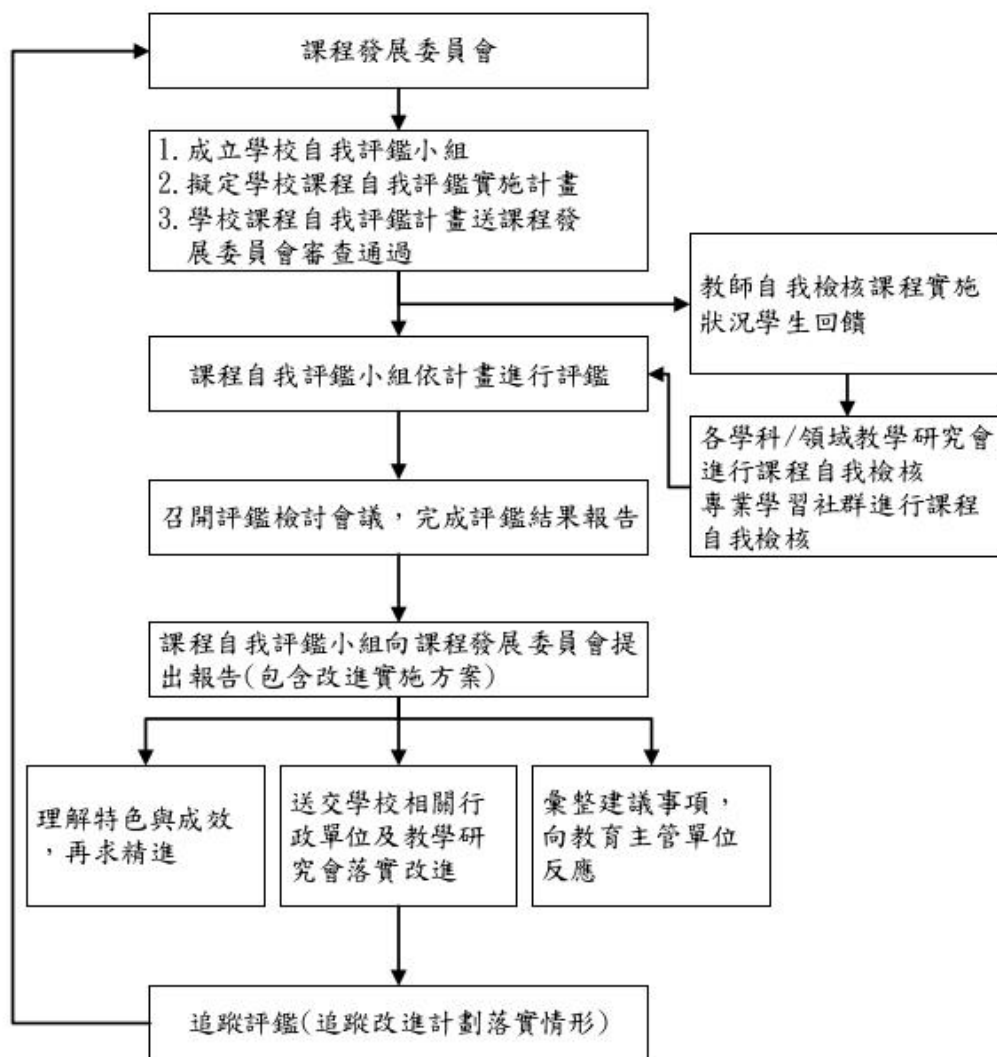 課程發展委員會
1.成立學校自我評鑑小組
2.擬定學校課程自我評鑑實施計畫
3.學校課程自我評鑑計畫送課程發
展委員會審查通過
教師自我檢核課程實施
狀況學生回饋
課程自我評鑑小組依計畫進行評鑑
各學科/領域教學研究會
進行課程自我檢核
專業學習社群進行課程
自我檢核
召開評鑑檢討會議，完成評鑑結果報告
課程自我評鑑小組向課程發展委員會提
出報告(包含改進實施方案)
理解特色與成效
，再求精進
送交學校相關行
政單位及教學研
究會落實改進
彙整建議事項，
向教育主管單位
反應
追蹤評鑑(追蹤改進計劃落實情形)